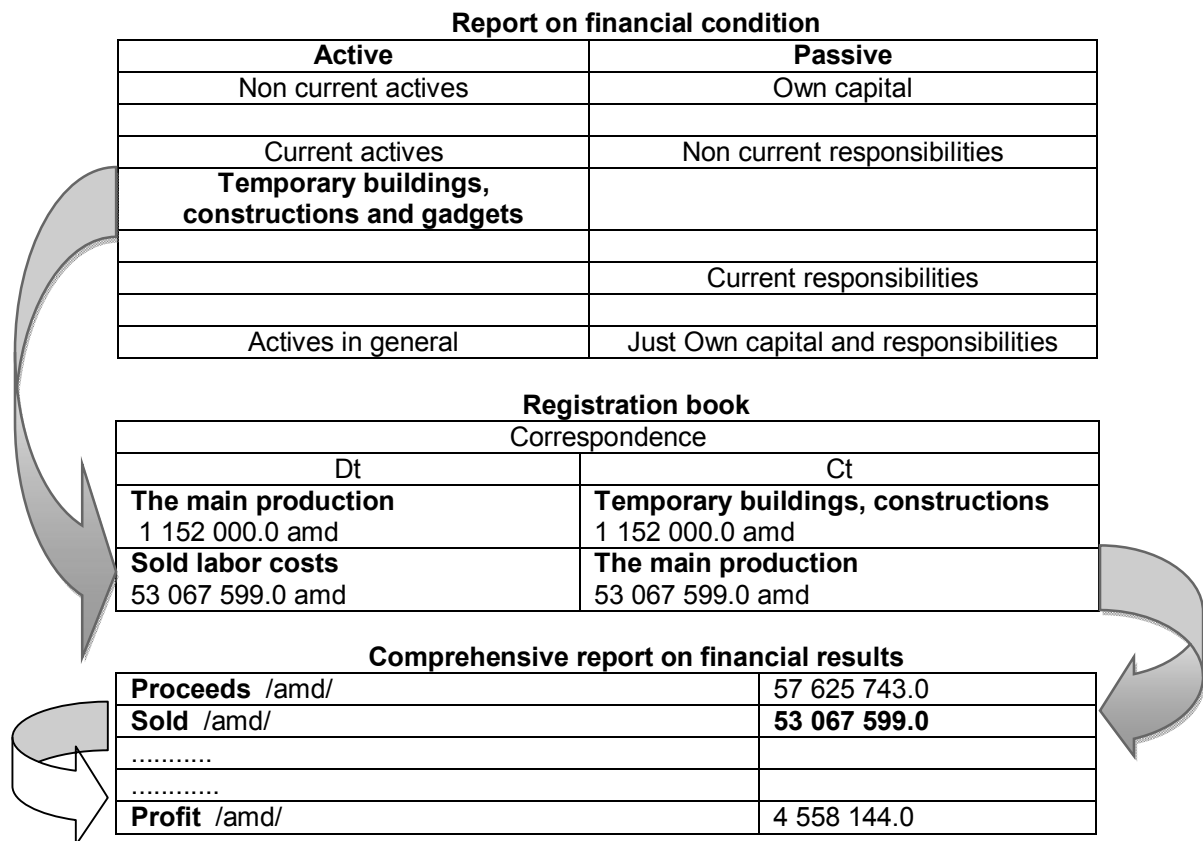 Report on financial condition
Active Passive
Non current actives Own capital
Current actives Non current responsibilities
Temporary buildings,
constructions and gadgets
Current responsibilities
Actives in general Just Own capital and responsibilities
Registration book
Correspondence
Dt Ct
The main production Temporary buildings, constructions
1 152 000.0 amd 1 152 000.0 amd
Sold labor costs The main production
53 067 599.0 amd 53 067 599.0 amd
Comprehensive report on financial results
Proceeds /amd/ 57 625 743.0
Sold /amd/ 53 067 599.0
...........
............
Profit /amd/ 4 558 144.0